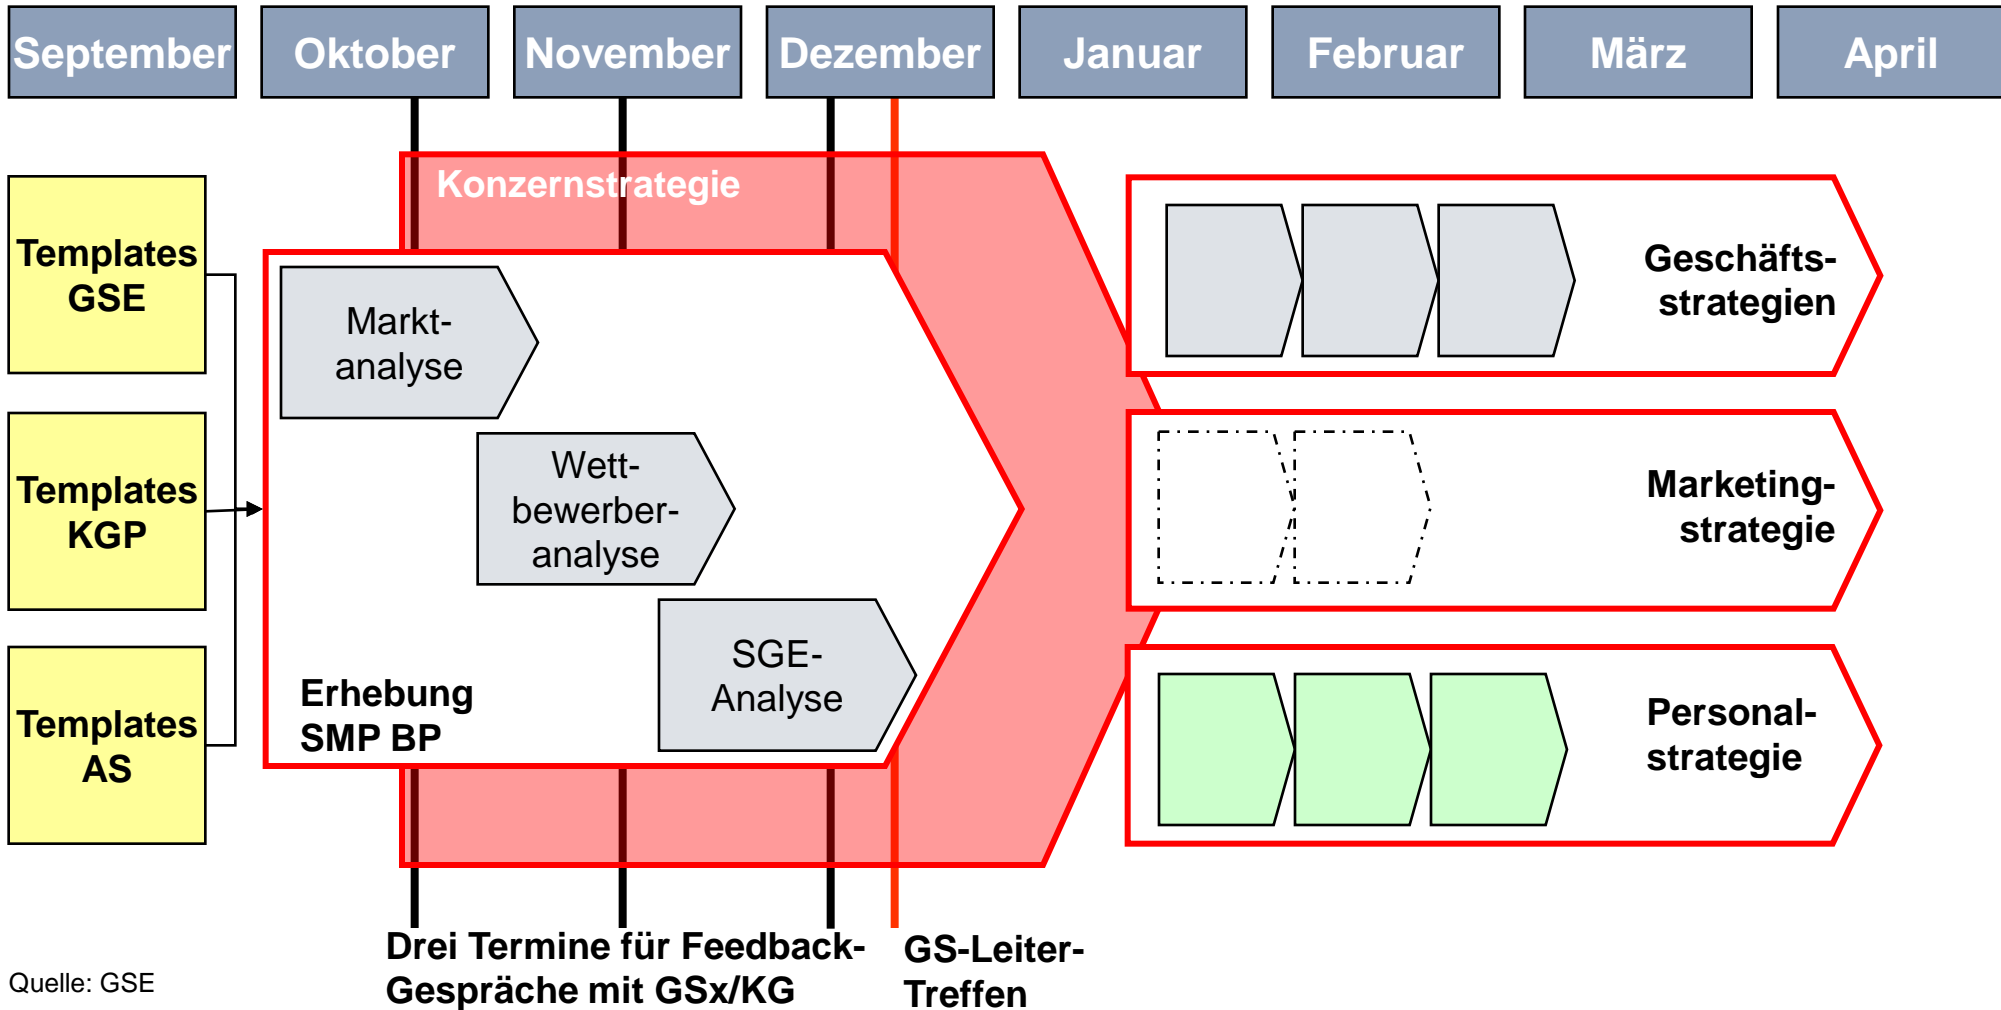 September Oktober November Dezember Januar Februar März April
Konzernstrategie
Templates
GSE
Templates
KGP
Templates
AS
Markt-
analyse
Wett-
bewerber-
analyse
SGE-
Analyse
Erhebung
SMP BP
Geschäfts-
strategien
Marketing-
strategie
Personal-
strategie
Drei Termine für Feedback-
Gespräche mit GSx/KG
GS-Leiter-
Treffen
Quelle: GSE